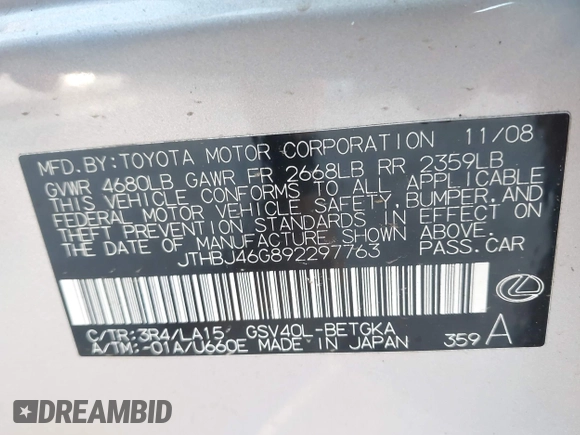 MFD.BY:TOYOTA MOTOR CORPORATION 11/08
GVWR 4680LB GAWR FR 2668LB RR 2359LB
THIS VEHICLE CONFORMS TO ALL APPLICABLE
FEDERAL MOTOR VEHICLE SAFETY,BUMPER,AND
THEFT PREVENTION STANDARDS IN EFFECT ON
THE DATE OF MANUFACTURE SHOWN ABOVE.
JTHBJ46G892297763 PASS.CAR
C/TR:3R4/LA15 GSV40L-BETGKA
A/TM:-01A/U660E MADE IN JAPAN 359 A
DREAMBID